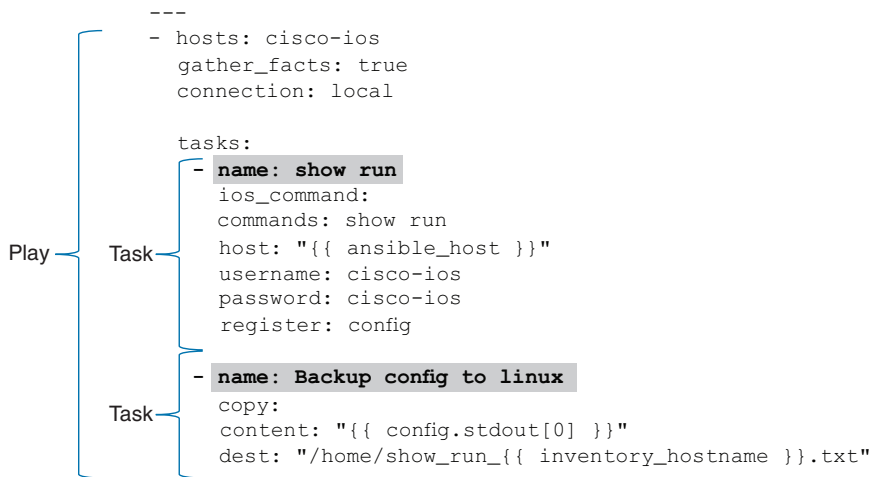 ---
- hosts: cisco-ios
gather_facts: true
connection: local
tasks:
- name: show run
ios_command:
commands: show run
host: "{{ ansible_host }}"
username: cisco-ios
password: cisco-ios
register: config
- name: Backup config to linux
copy:
content: "{{ config.stdout[0] }}"
dest: "/home/show_run_{{ inventory_hostname }}.txt"
Play
Task
Task